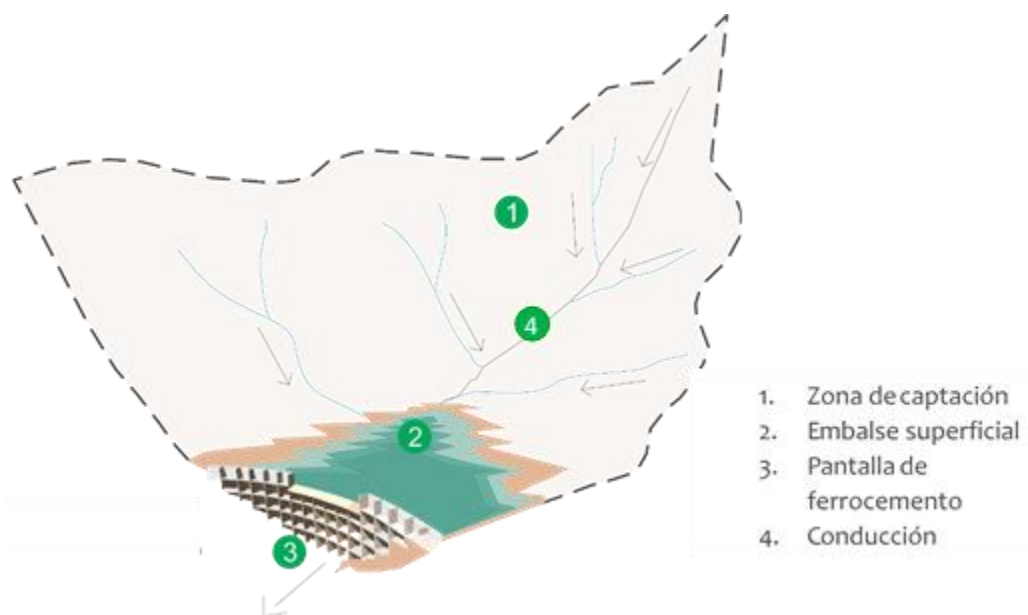 1
4
2
3
1. Zona de captación
2. Embalse superficial
3. Pantalla de
ferrocemento
4. Conducción